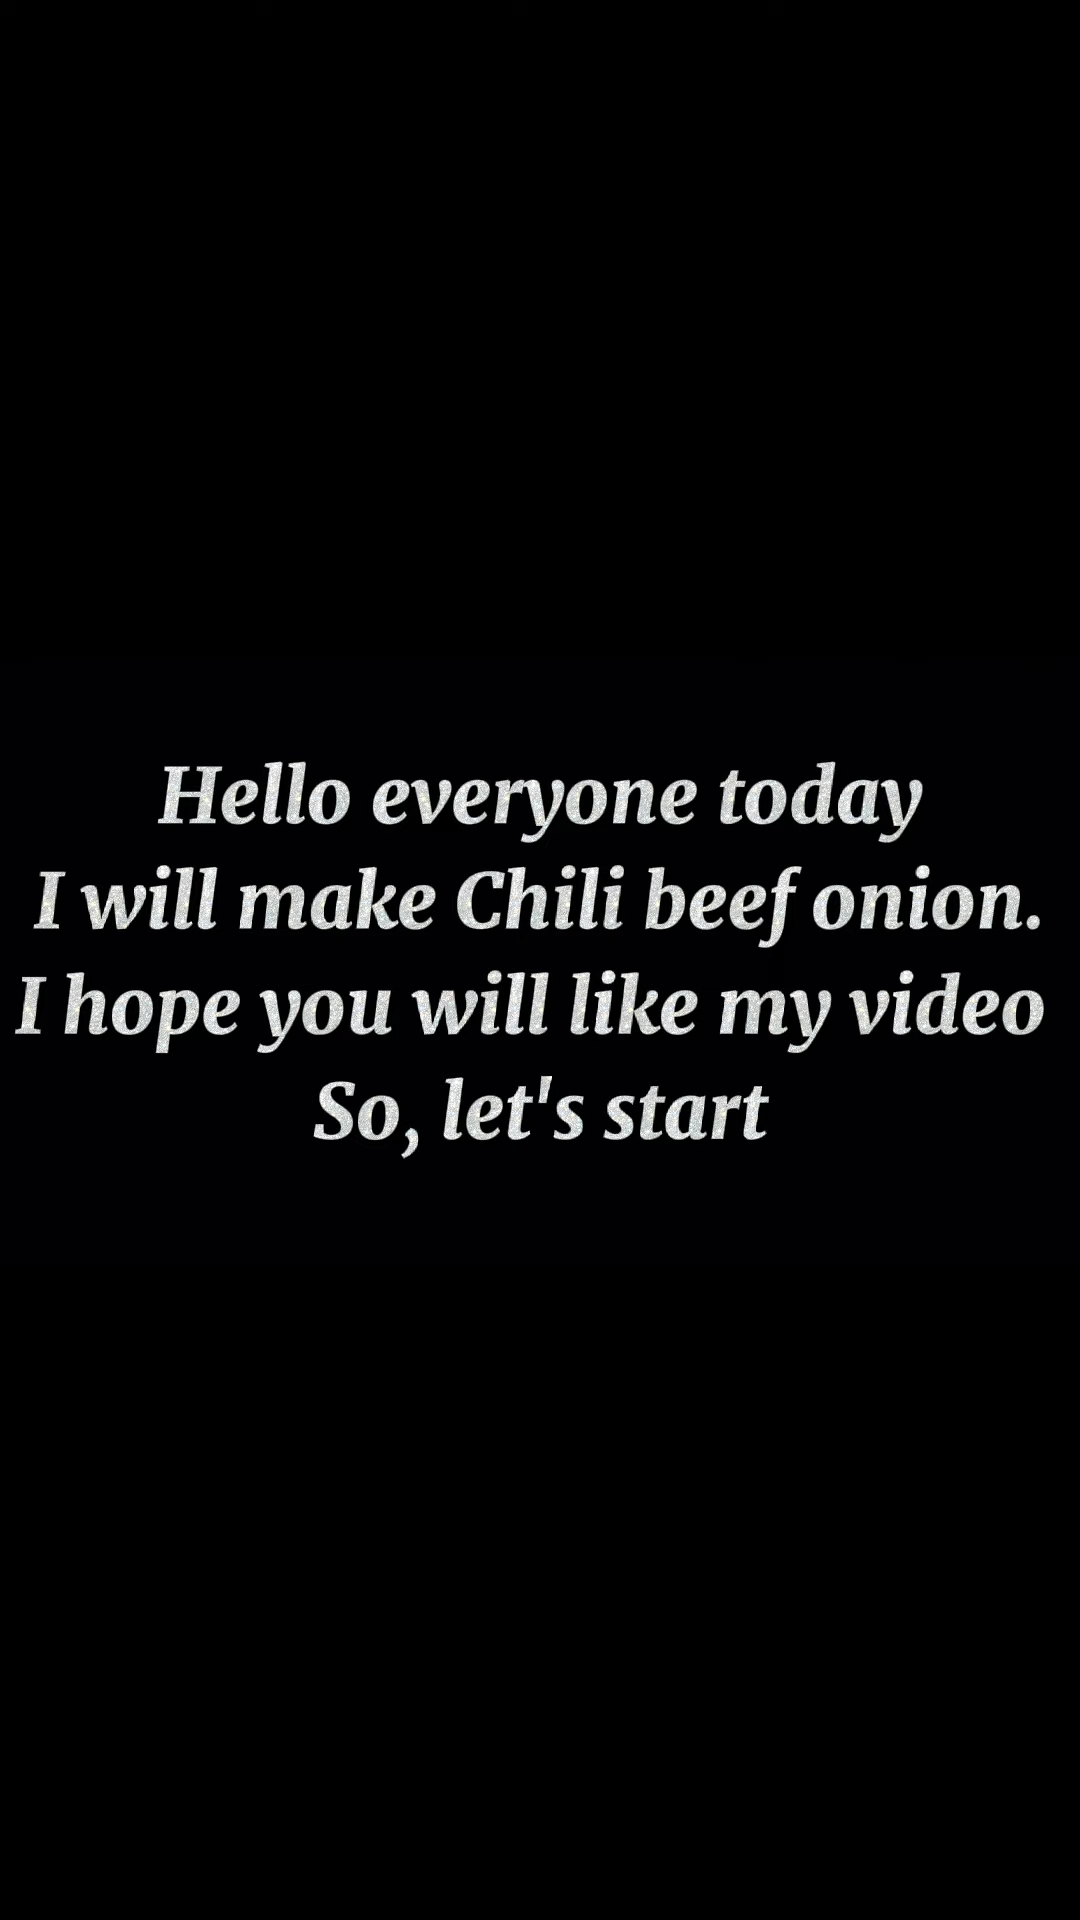 Hello everyone today
I will make Chili beef onion.
I hope you will like my video
So, let's start